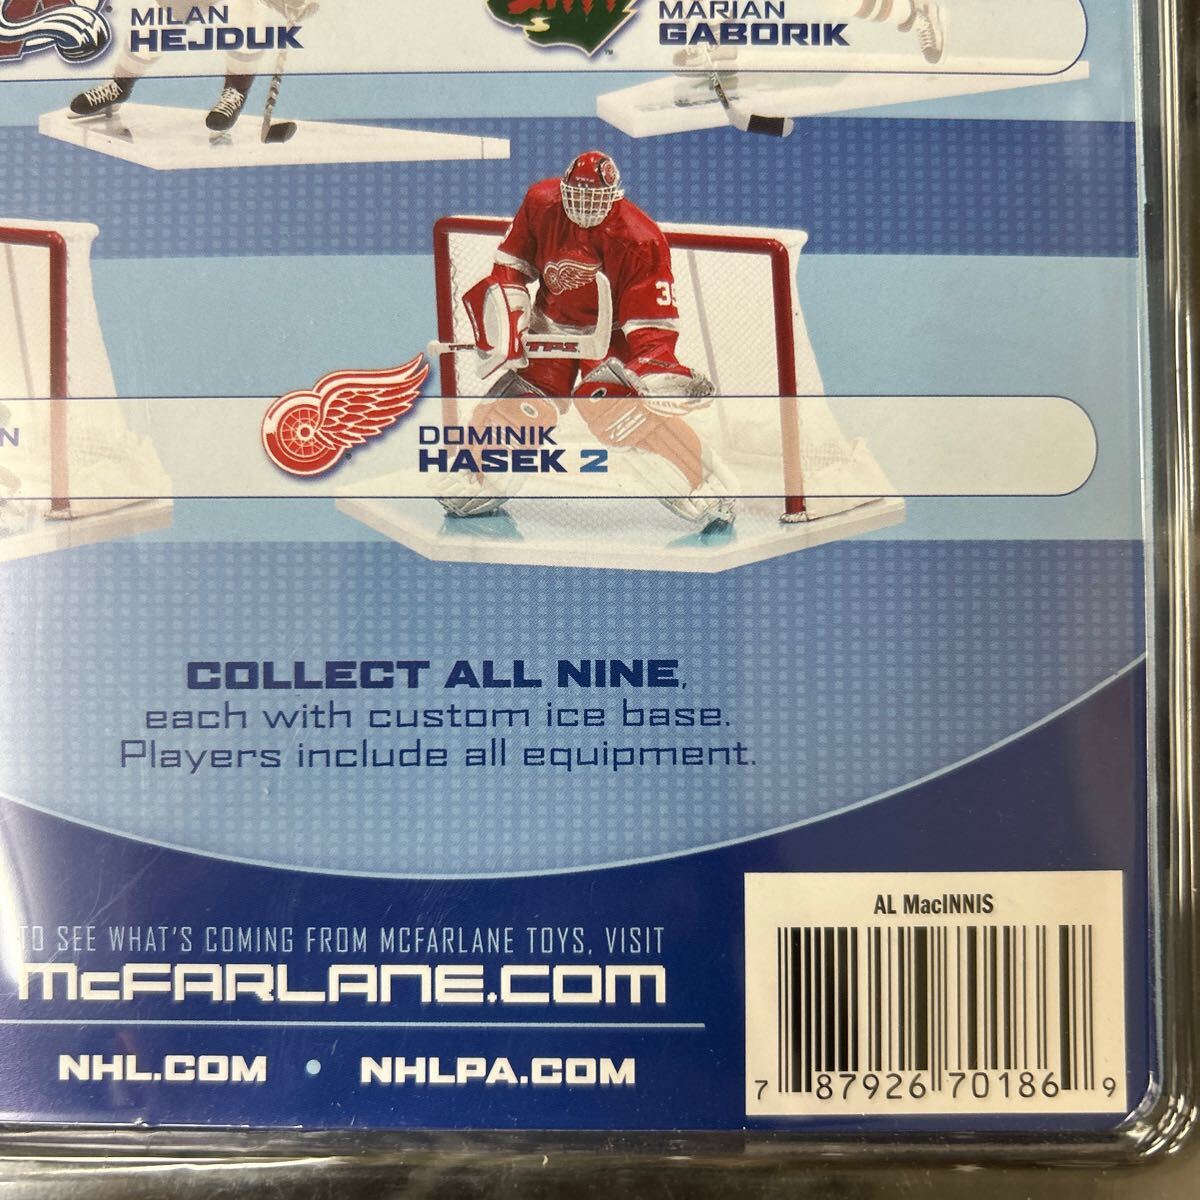 MILAN
HEJDUK
MARIAN
GABORIK
TPS
DOMINIK
HASEK 2
N
COLLECT ALL NINE,
each with custom ice base.
Players include all equipment.
TO SEE WHAT'S COMING FROM MCFARLANE TOYS, VISIT
McFARLANE.COM
NHL.COM • NHLPA.COM
AL MacINNIS
7 87926 70186 9